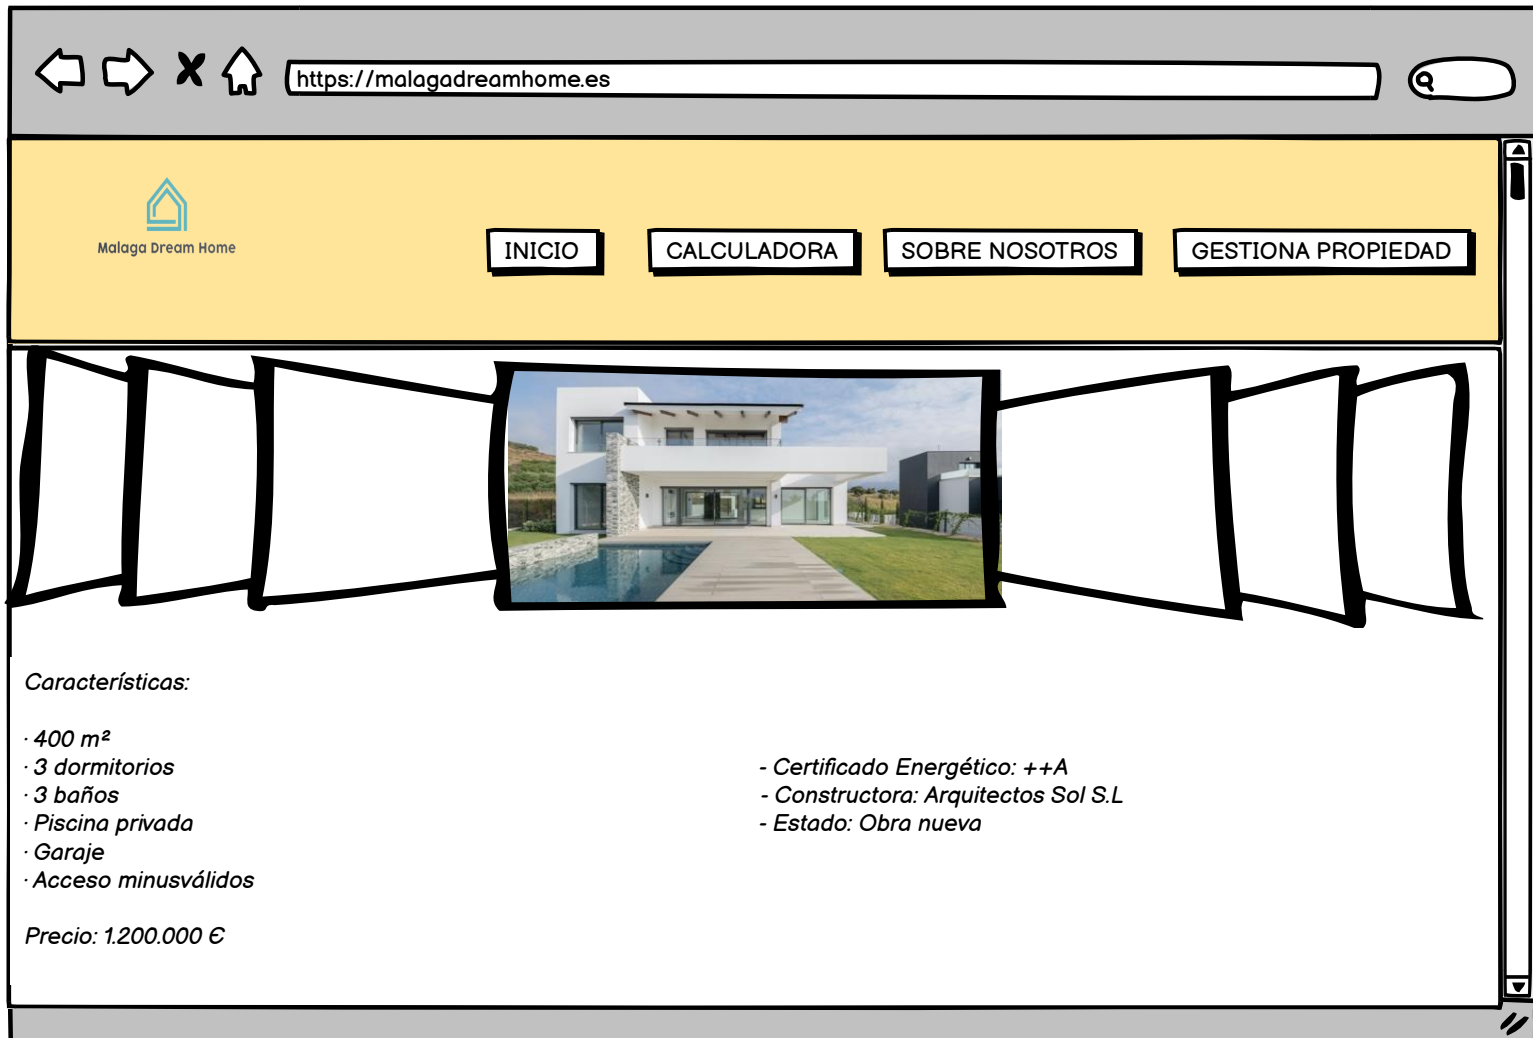 https://malagadreamhome.es
Malaga Dream Home
INICIO
CALCULADORA
SOBRE NOSOTROS
GESTIONA PROPIEDAD
Características:
· 400 m²
· 3 dormitorios
· 3 baños
· Piscina privada
· Garaje
· Acceso minusválidos
Precio: 1.200.000 €
- Certificado Energético: ++A
- Constructora: Arquitectos Sol S.L
- Estado: Obra nueva